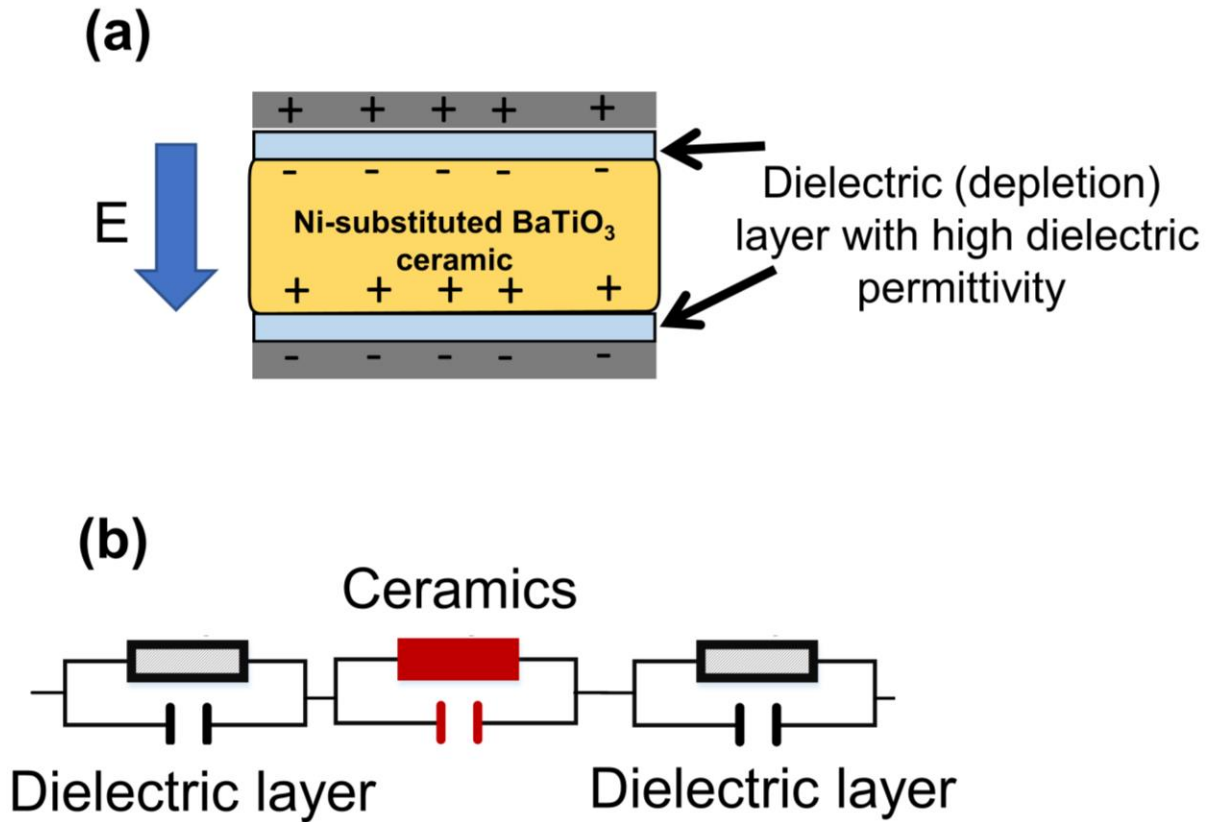 (a)
+ + + + +
- - - - -
E
Ni-substituted BaTiO₃
ceramic
+ + + + +
- - - - -
Dielectric (depletion)
layer with high dielectric
permittivity
(b)
Ceramics
Dielectric layer
Dielectric layer